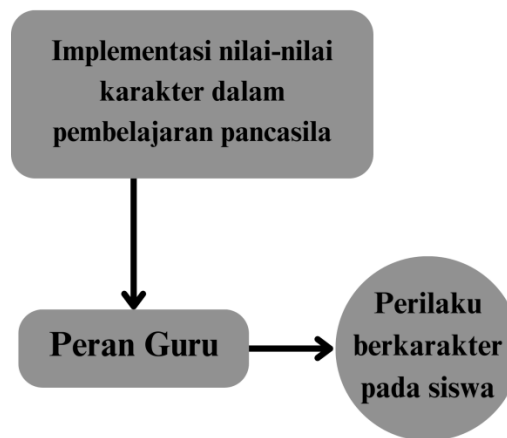 Implementasi nilai-nilai
karakter dalam
pembelajaran pancasila
Peran Guru
Perilaku
berkarakter
pada siswa